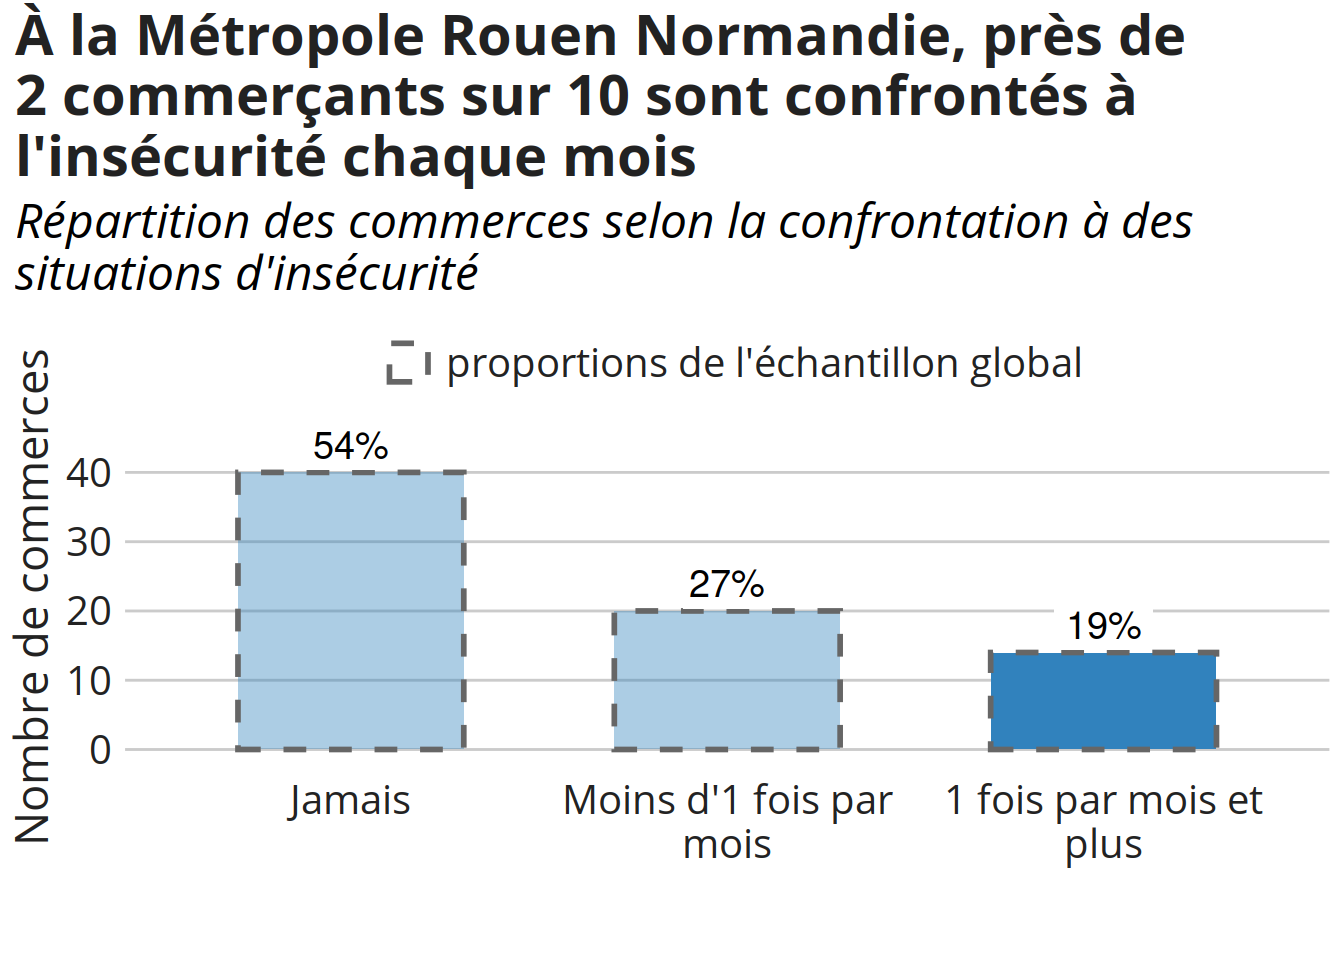 À la Métropole Rouen Normandie, près de
2 commerçants sur 10 sont confrontés à
l'insécurité chaque mois
Répartition des commerces selon la confrontation à des
situations d'insécurité
proportions de l'échantillon global
Nombre de commerces
40
30
20
10
0
54%
27%
19%
Jamais
Moins d'1 fois par
mois
1 fois par mois et
plus